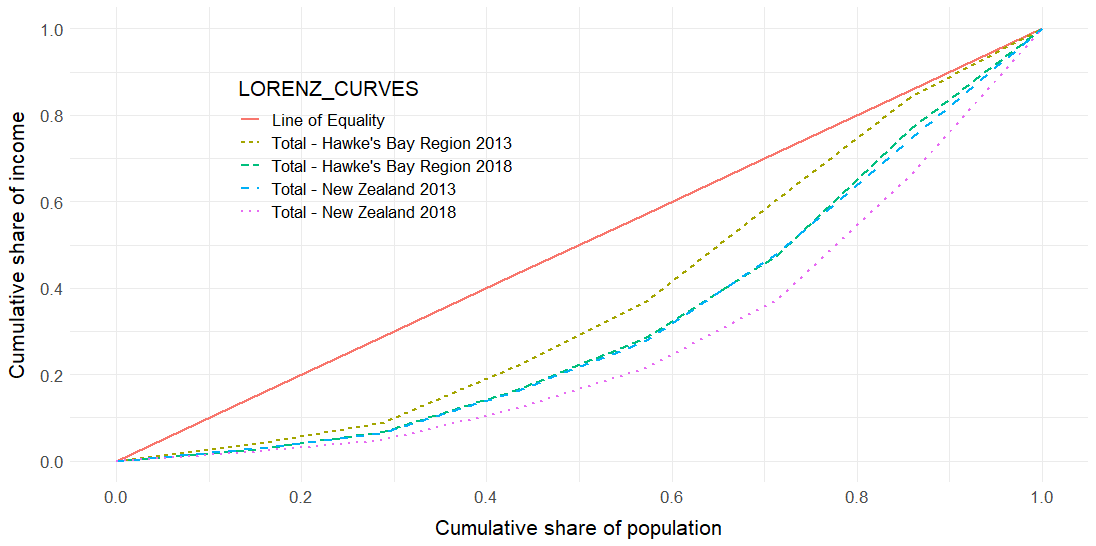 LORENZ_CURVES
Line of Equality
Total - Hawke's Bay Region 2013
Total - Hawke's Bay Region 2018
Total - New Zealand 2013
Total - New Zealand 2018
Cumulative share of income
1.0
0.8
0.6
0.4
0.2
0.0
0.0 0.2 0.4 0.6 0.8 1.0
Cumulative share of population